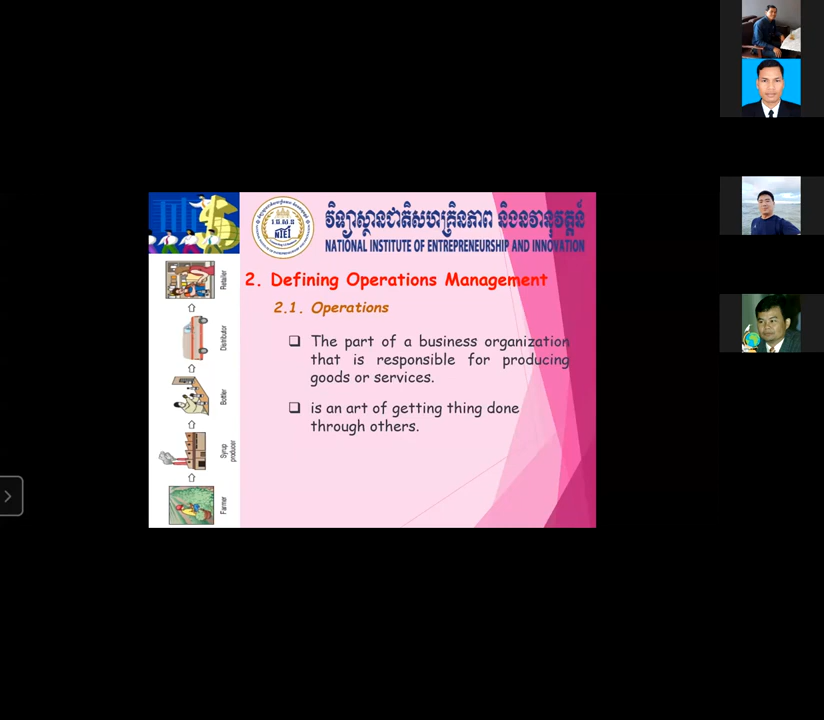 វិទ្យាស្ថានជាតិសហគ្រិនភាព និងនវានុវត្តន៍
NATIONAL INSTITUTE OF ENTREPRENEURSHIP AND INNOVATION
NIEI
2. Defining Operations Management
2.1. Operations
❑ The part of a business organization
that is responsible for producing
goods or services.
❑ is an art of getting thing done
through others.
Retailer
Distributor
Bottler
Syrup
producer
Farmer